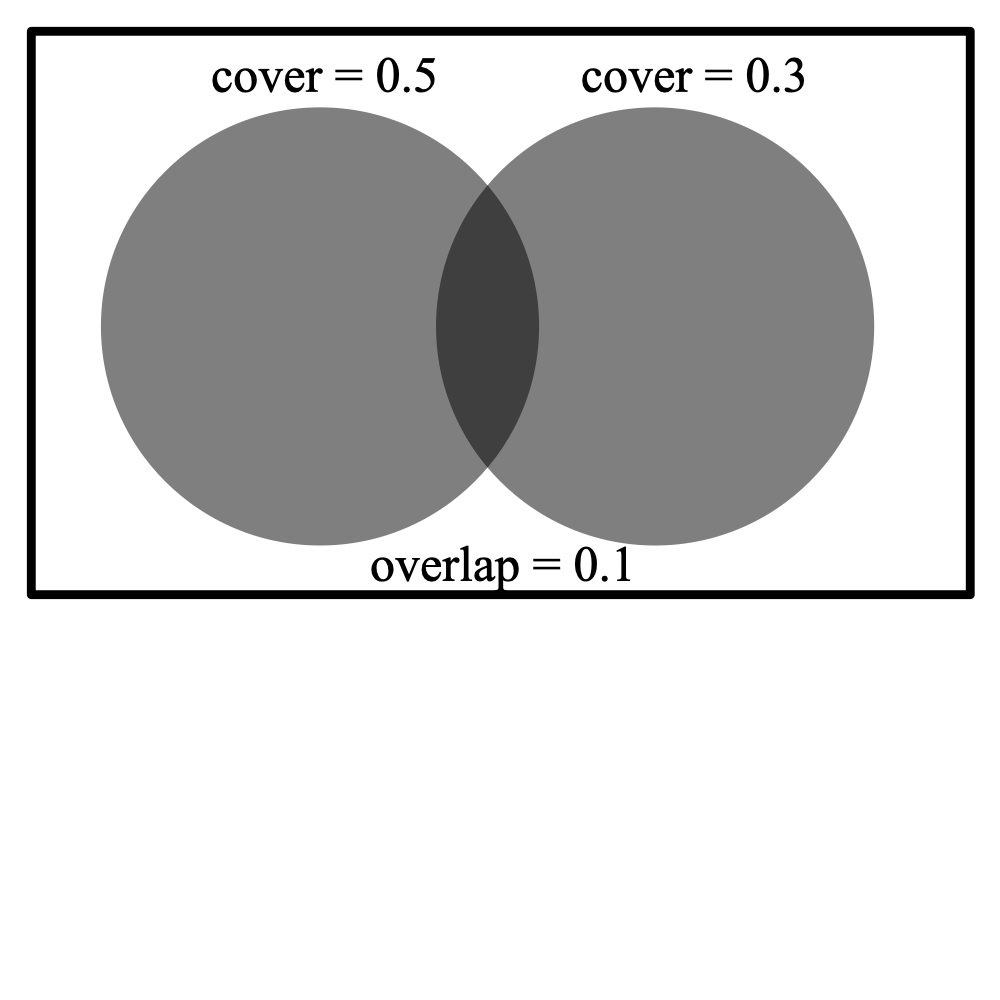 cover = 0.5
cover = 0.3
overlap = 0.1